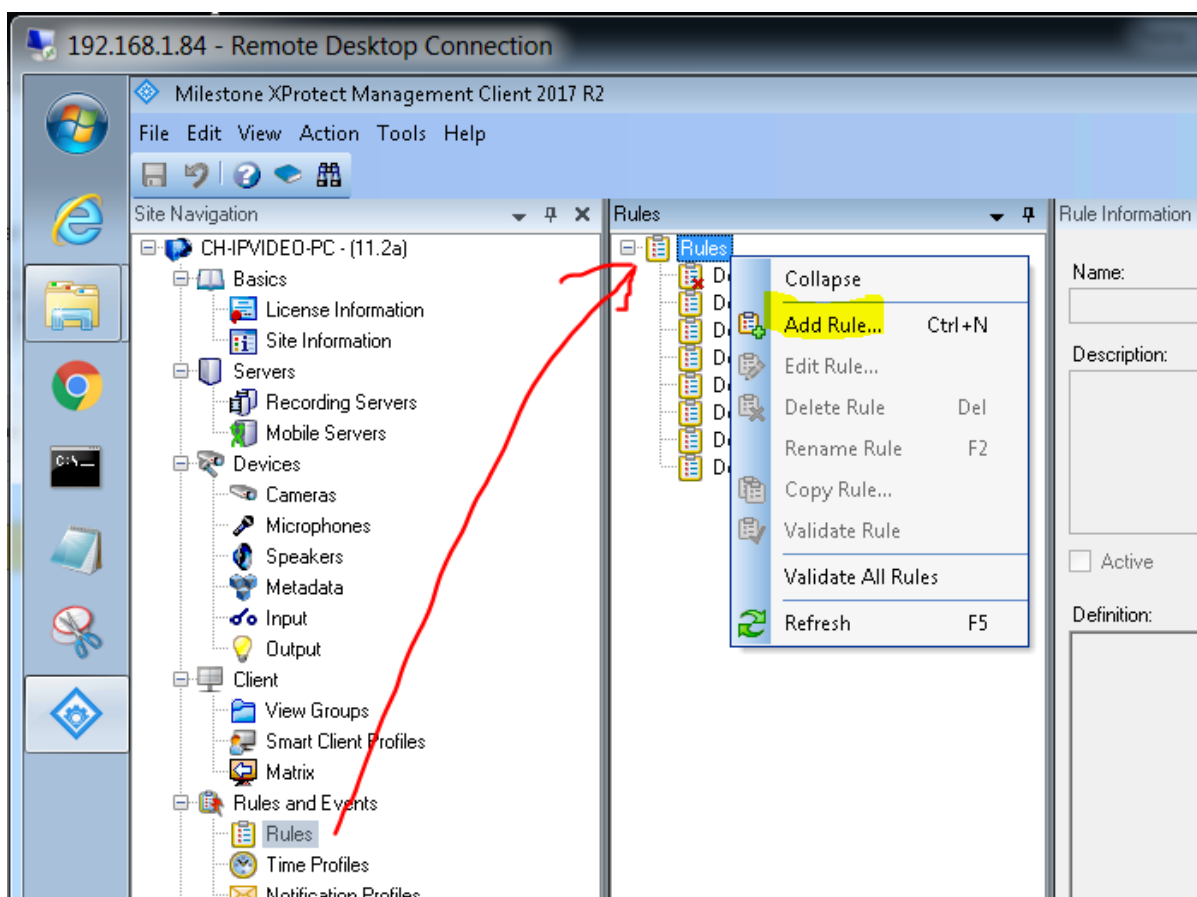 192.168.1.84 - Remote Desktop Connection
Milestone XProtect Management Client 2017 R2
File Edit View Action Tools Help
Site Navigation
CH-IPVIDEO-PC - (11.2a)
Basics
License Information
Site Information
Servers
Recording Servers
Mobile Servers
Devices
Cameras
Microphones
Speakers
Metadata
Input
Output
Client
View Groups
Smart Client Profiles
Matrix
Rules and Events
Rules
Time Profiles
Notification Profiles
Rules
Rules
Collapse
Add Rule... Ctrl+N
Edit Rule...
Delete Rule Del
Rename Rule F2
Copy Rule...
Validate Rule
Validate All Rules
Refresh F5
Rule Information
Name:
Description:
Active
Definition:
C:\